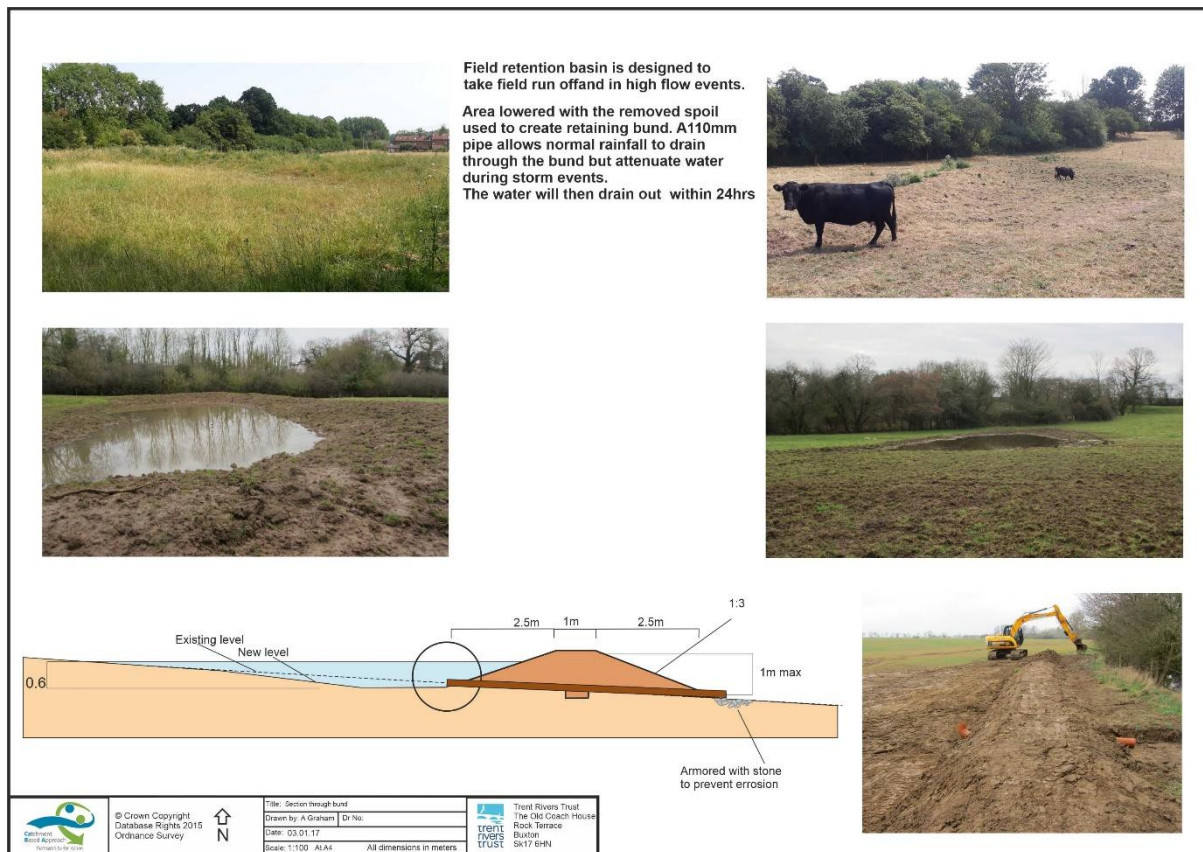 Field retention basin is designed to
take field run offand in high flow events.
Area lowered with the removed spoil
used to create retaining bund. A110mm
pipe allows normal rainfall to drain
through the bund but attenuate water
during storm events.
The water will then drain out within 24hrs
2.5m
1m
2.5m
1:3
Existing level
New level
0.6
1m max
Armored with stone
to prevent errosion
Catchment
Based Approach
© Crown Copyright
Database Rights 2015
Ordnance Survey
N
Title: Section through bund
Drawn by: A Graham Dr No:
Date: 03.01.17
Scale: 1:100 At A4 All dimensions in meters
trent
rivers
trust
Trent Rivers Trust
The Old Coach House
Rock Terrace
Buxton
Sk17 6HN